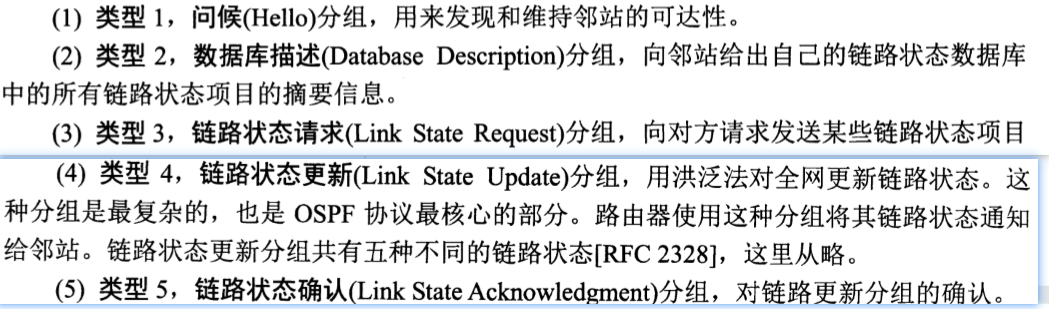 (1) 类型 1，问候(Hello)分组，用来发现和维持邻站的可达性。
(2) 类型 2，数据库描述(Database Description)分组，向邻站给出自己的链路状态数据库
中的所有链路状态项目的摘要信息。
(3) 类型 3，链路状态请求(Link State Request)分组，向对方请求发送某些链路状态项目
(4) 类型 4，链路状态更新(Link State Update)分组，用洪泛法对全网更新链路状态。这
种分组是最复杂的，也是 OSPF 协议最核心的部分。路由器使用这种分组将其链路状态通知
给邻站。链路状态更新分组共有五种不同的链路状态[RFC 2328]，这里从略。
(5) 类型 5，链路状态确认(Link State Acknowledgment)分组，对链路更新分组的确认。